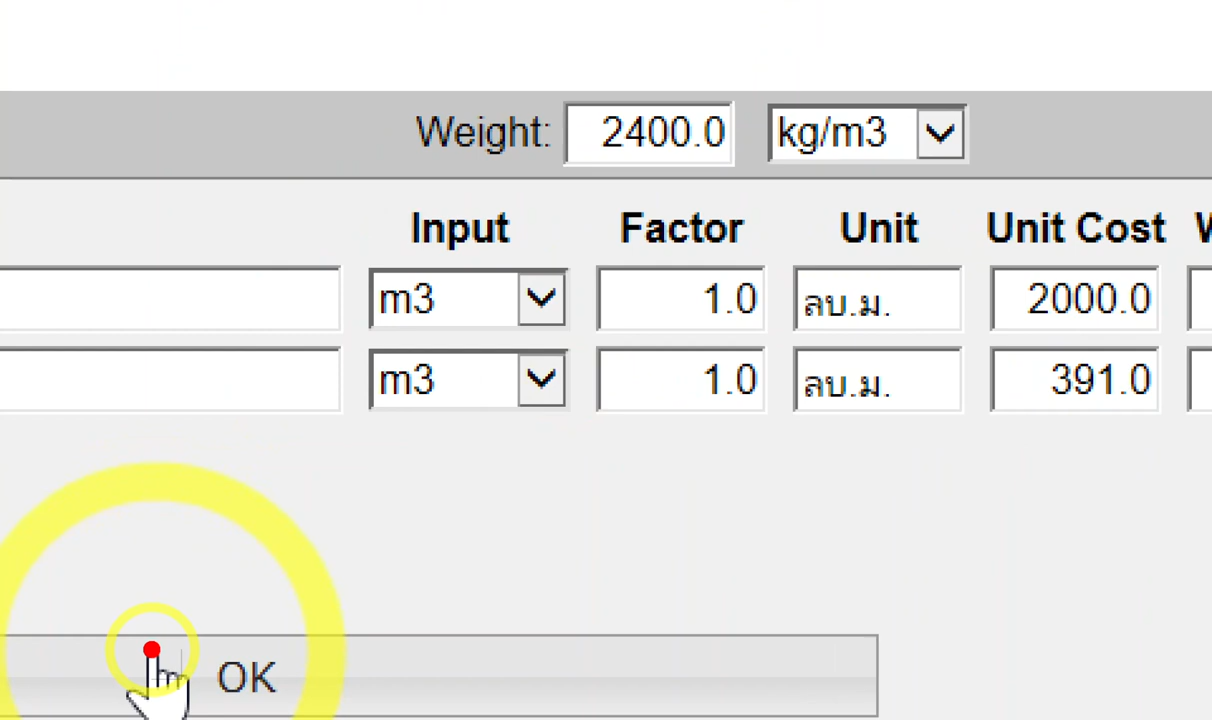 Weight: 2400.0 kg/m3
Input Factor Unit Unit Cost
m3 1.0 ลบ.ม. 2000.0
m3 1.0 ลบ.ม. 391.0
OK